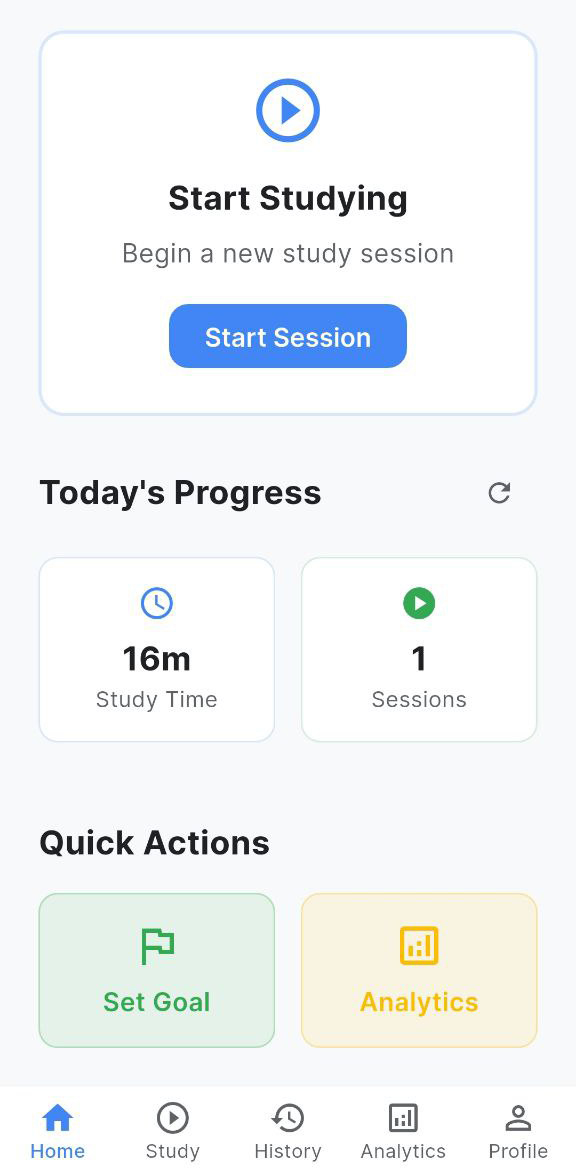 Start Studying
Begin a new study session
Start Session
Today's Progress
16m
Study Time
1
Sessions
Quick Actions
Set Goal
Analytics
Home
Study
History
Analytics
Profile